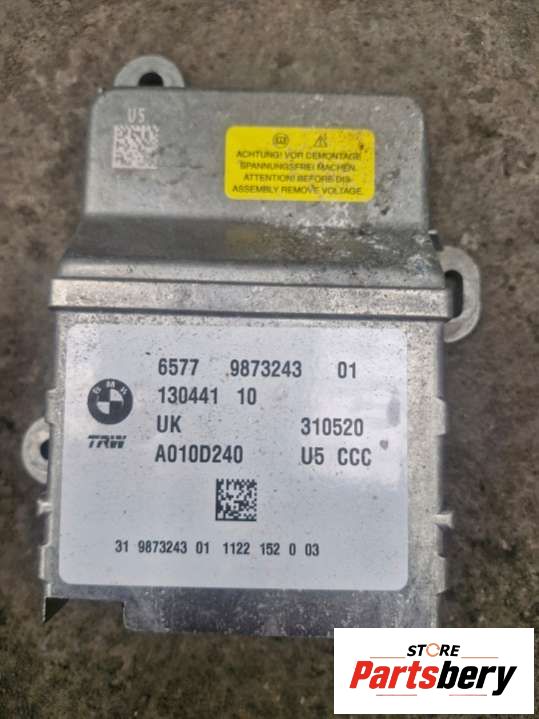 U5
ACHTUNG! VOR DEMONTAGE
SPANNUNGSFREI MACHEN.
ATTENTION! BEFORE DIS-
ASSEMBLY REMOVE VOLTAGE.
6577 9873243 01
BMW
130441 10
UK 310520
TRW
A010D240 U5 CCC
31 9873243 01 1122 152 0 03
STORE
Partsbery